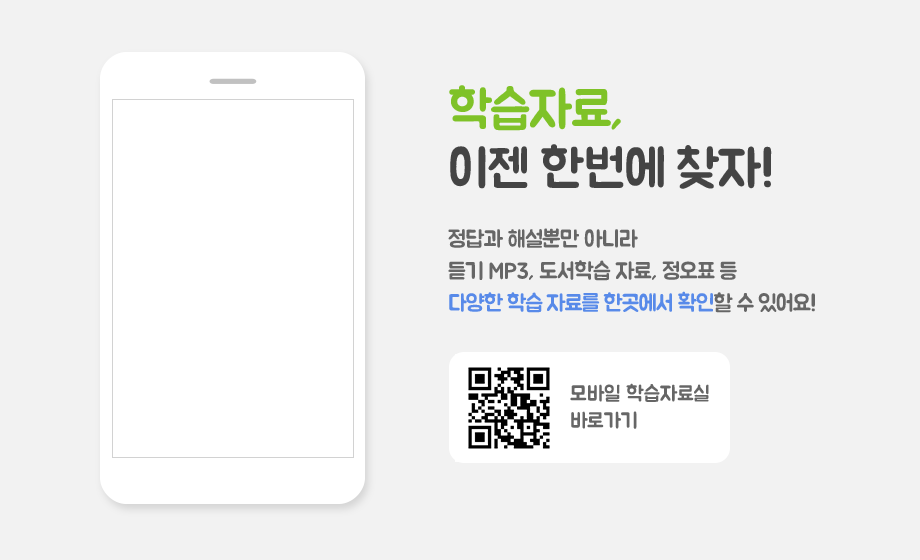 학습자료,
이젠 한번에 찾자!
정답과 해설뿐만 아니라
듣기 MP3, 도서학습 자료, 정오표 등
다양한 학습 자료를 한곳에서 확인할 수 있어요!
모바일 학습자료실
바로가기